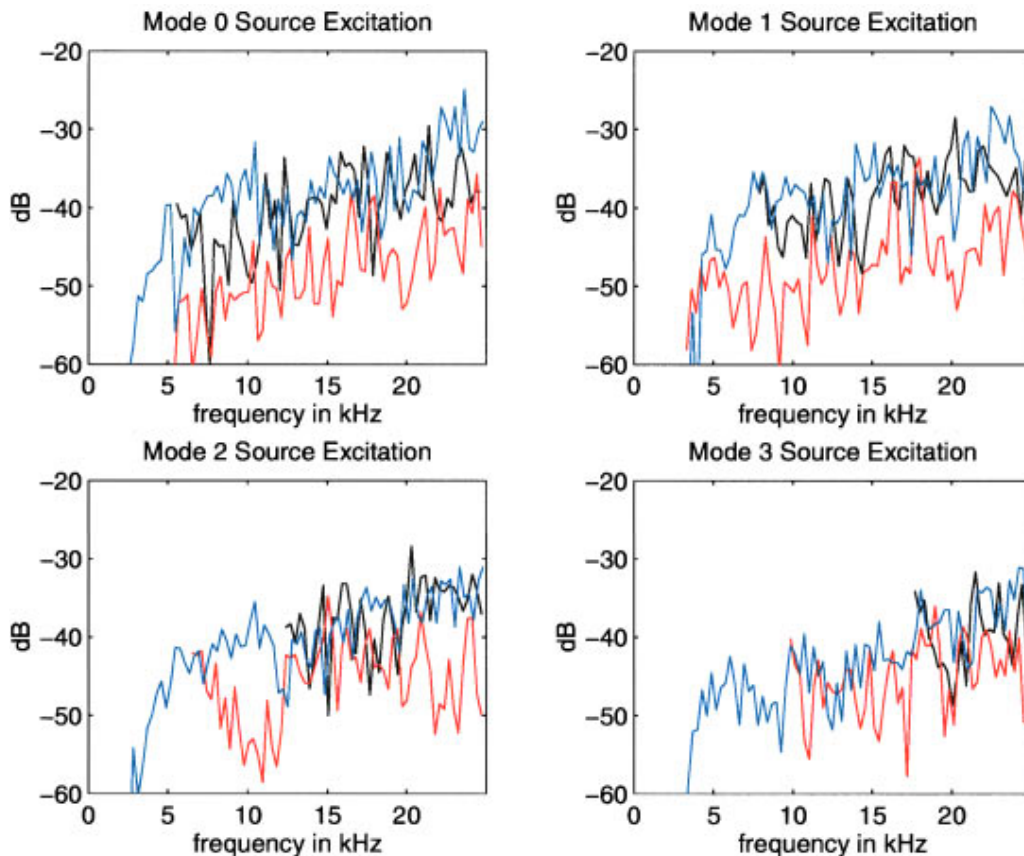 Mode 0 Source Excitation
−20
−30
−40
−50
−60
dB
0 5 10 15 20
frequency in kHz
Mode 1 Source Excitation
−20
−30
−40
−50
−60
dB
0 5 10 15 20
frequency in kHz
Mode 2 Source Excitation
−20
−30
−40
−50
−60
dB
0 5 10 15 20
frequency in kHz
Mode 3 Source Excitation
−20
−30
−40
−50
−60
dB
0 5 10 15 20
frequency in kHz